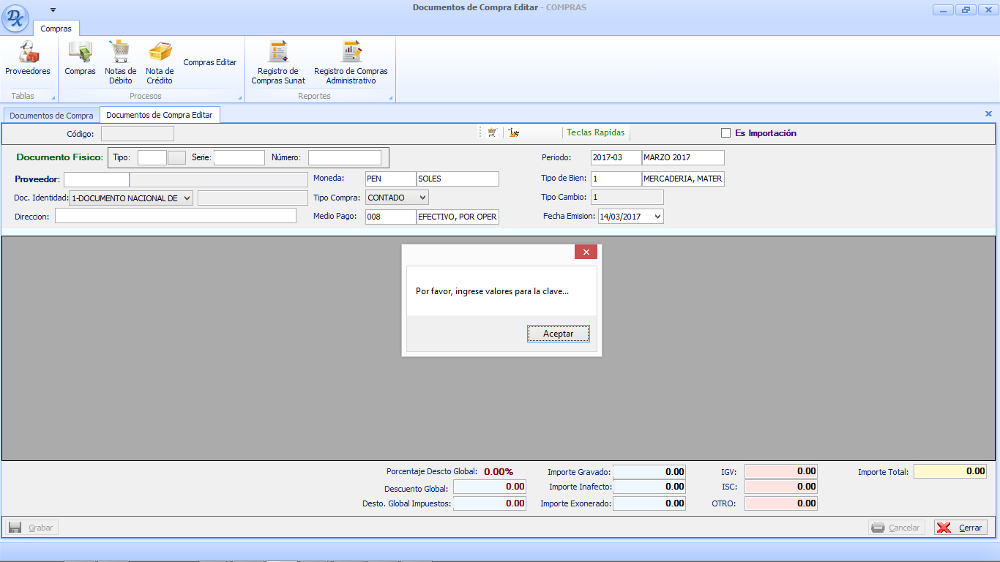 Documentos de Compra Editar - COMPRAS
Compras
Proveedores
Compras
Notas de Débito
Nota de Crédito
Compras Editar
Registro de Compras Sunat
Registro de Compras Administrativo
Tablas
Procesos
Reportes
Documentos de Compra
Documentos de Compra Editar
Código:
Teclas Rapidas
Es Importación
Documento Fisico: Tipo: Serie: Número:
Periodo: 2017-03 MARZO 2017
Proveedor:
Moneda: PEN SOLES
Tipo de Bien: 1 MERCADERIA, MATER
Doc. Identidad: 1-DOCUMENTO NACIONAL DE
Tipo Compra: CONTADO
Tipo Cambio: 1
Direccion:
Medio Pago: 008 EFECTIVO, POR OPER
Fecha Emision: 14/03/2017
Por favor, ingrese valores para la clave...
Aceptar
Porcentaje Descto Global: 0.00%
Importe Gravado: 0.00
IGV: 0.00
Importe Total: 0.00
Descuento Global: 0.00
Importe Inafecto: 0.00
ISC: 0.00
Desto. Global Impuestos: 0.00
Importe Exonerado: 0.00
OTRO: 0.00
Grabar
Cancelar
Cerrar